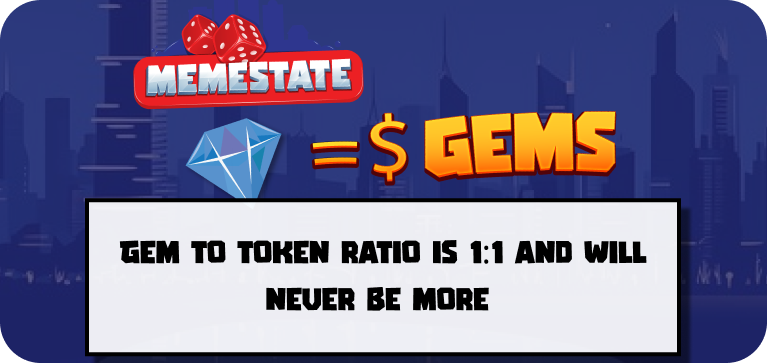 MEMESTATE
= $ GEMS
GEM TO TOKEN RATIO IS 1:1 AND WILL
NEVER BE MORE